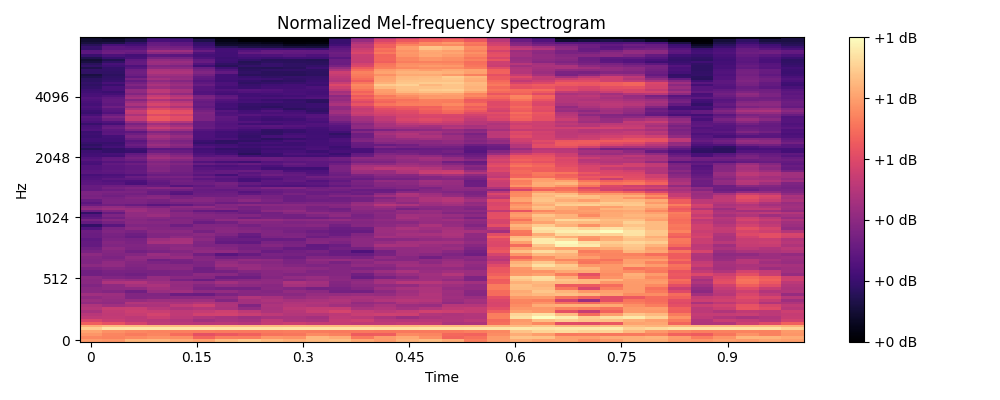 Normalized Mel-frequency spectrogram
+1 dB
+1 dB
+1 dB
+0 dB
+0 dB
+0 dB
Hz
4096
2048
1024
512
0
0
0.15
0.3
0.45
0.6
0.75
0.9
Time